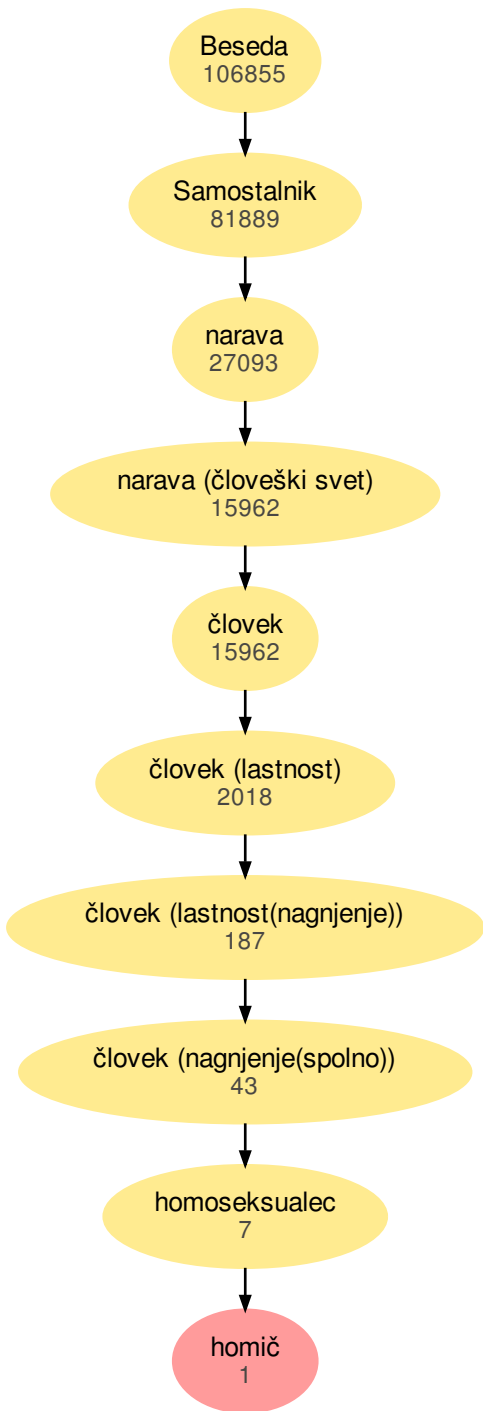 Beseda
106855
Samostalnik
81889
narava
27093
narava (človeški svet)
15962
človek
15962
človek (lastnost)
2018
človek (lastnost(nagnjenje))
187
človek (nagnjenje(spolno))
43
homoseksualec
7
homič
1